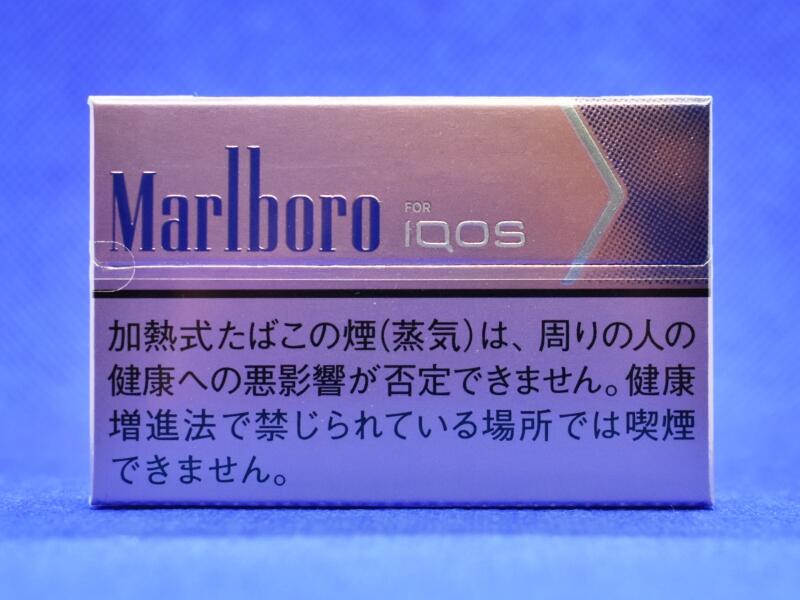 Marlboro
FOR
IQOS
加熱式たばこの煙(蒸気)は、周りの人の
健康への悪影響が否定できません。健康
増進法で禁じられている場所では喫煙
できません。